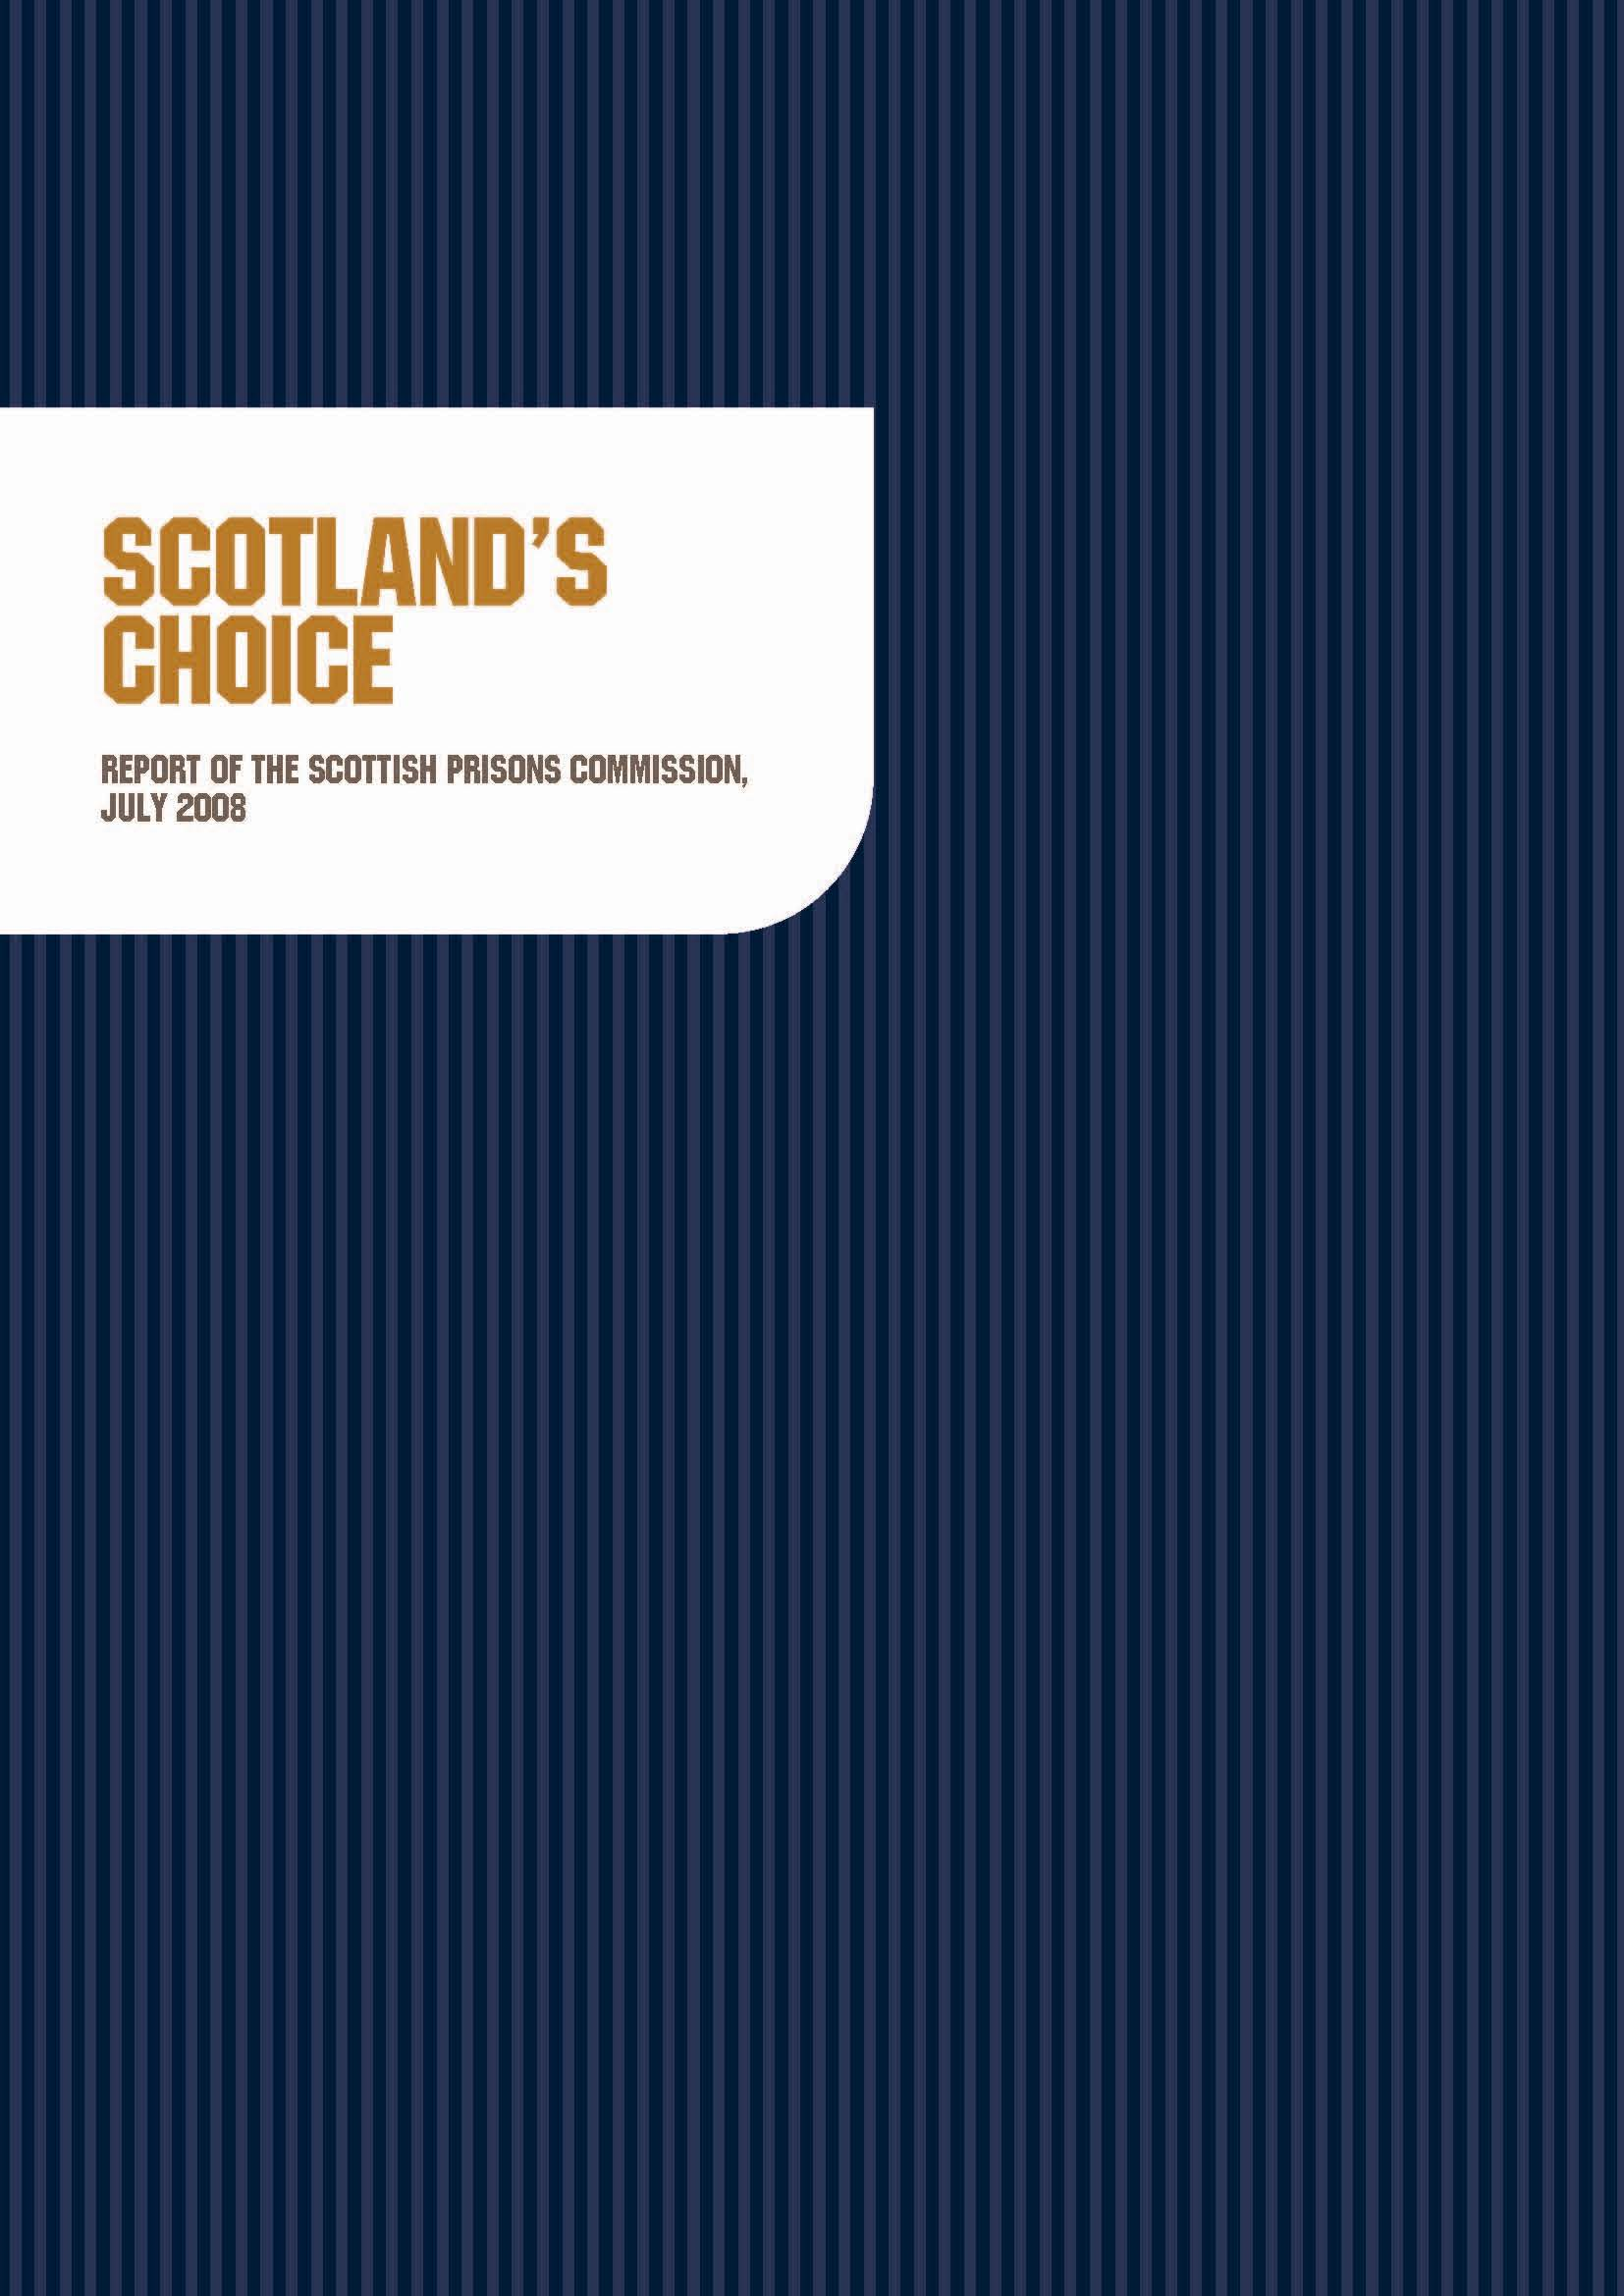 SCOTLAND’S
CHOICE
REPORT OF THE SCOTTISH PRISONS COMMISSION,
JULY 2008